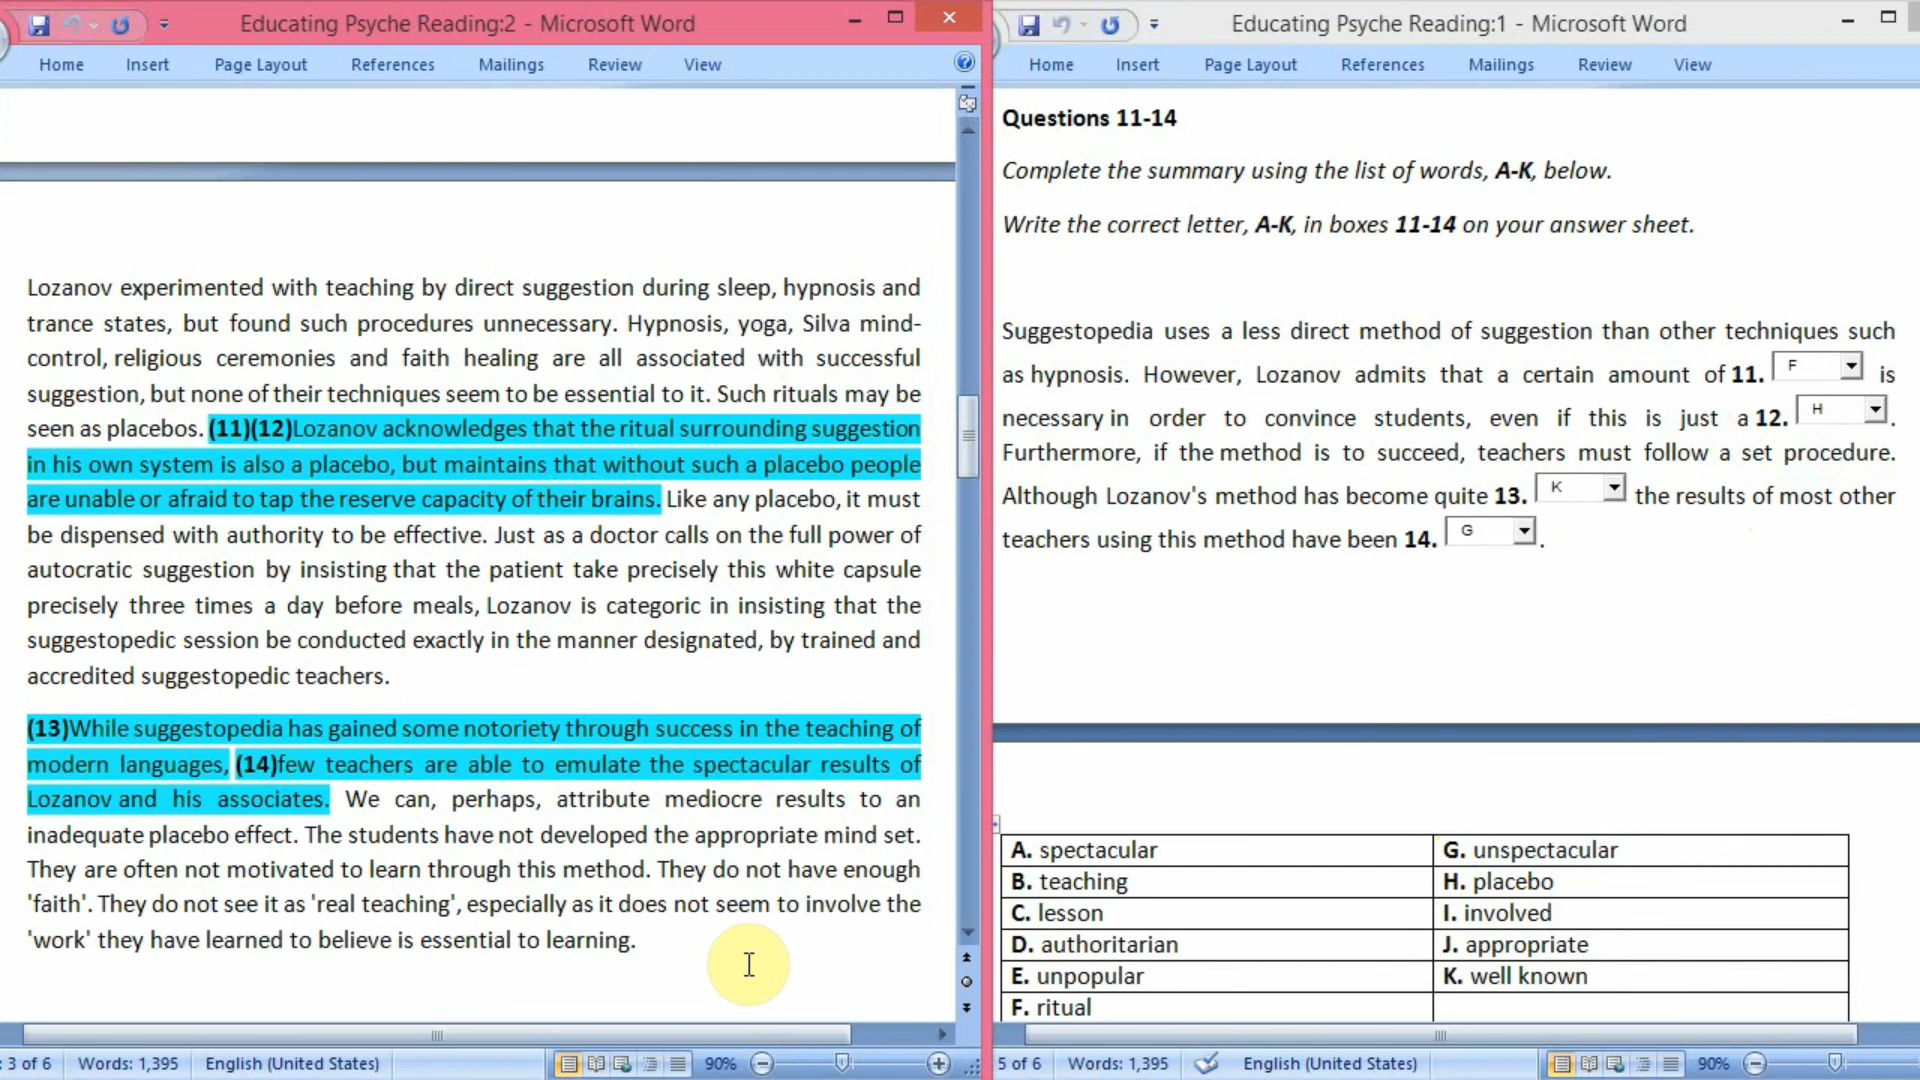 Educating Psyche Reading:2 - Microsoft Word
Home Insert Page Layout References Mailings Review View
Lozanov experimented with teaching by direct suggestion during sleep, hypnosis and
trance states, but found such procedures unnecessary. Hypnosis, yoga, Silva mind-
control, religious ceremonies and faith healing are all associated with successful
suggestion, but none of their techniques seem to be essential to it. Such rituals may be
seen as placebos. (11)(12)Lozanov acknowledges that the ritual surrounding suggestion
in his own system is also a placebo, but maintains that without such a placebo people
are unable or afraid to tap the reserve capacity of their brains. Like any placebo, it must
be dispensed with authority to be effective. Just as a doctor calls on the full power of
autocratic suggestion by insisting that the patient take precisely this white capsule
precisely three times a day before meals, Lozanov is categoric in insisting that the
suggestopedic session be conducted exactly in the manner designated, by trained and
accredited suggestopedic teachers.
(13)While suggestopedia has gained some notoriety through success in the teaching of
modern languages, (14)few teachers are able to emulate the spectacular results of
Lozanov and his associates. We can, perhaps, attribute mediocre results to an
inadequate placebo effect. The students have not developed the appropriate mind set.
They are often not motivated to learn through this method. They do not have enough
'faith'. They do not see it as 'real teaching', especially as it does not seem to involve the
'work' they have learned to believe is essential to learning.
: 3 of 6 Words: 1,395 English (United States) 90%
Educating Psyche Reading:1 - Microsoft Word
Home Insert Page Layout References Mailings Review View
Questions 11-14
Complete the summary using the list of words, A-K, below.
Write the correct letter, A-K, in boxes 11-14 on your answer sheet.
Suggestopedia uses a less direct method of suggestion than other techniques such
as hypnosis. However, Lozanov admits that a certain amount of 11. F is
necessary in order to convince students, even if this is just a 12. H .
Furthermore, if the method is to succeed, teachers must follow a set procedure.
Although Lozanov's method has become quite 13. K the results of most other
teachers using this method have been 14. G .
A. spectacular G. unspectacular
B. teaching H. placebo
C. lesson I. involved
D. authoritarian J. appropriate
E. unpopular K. well known
F. ritual
5 of 6 Words: 1,395 English (United States) 90%